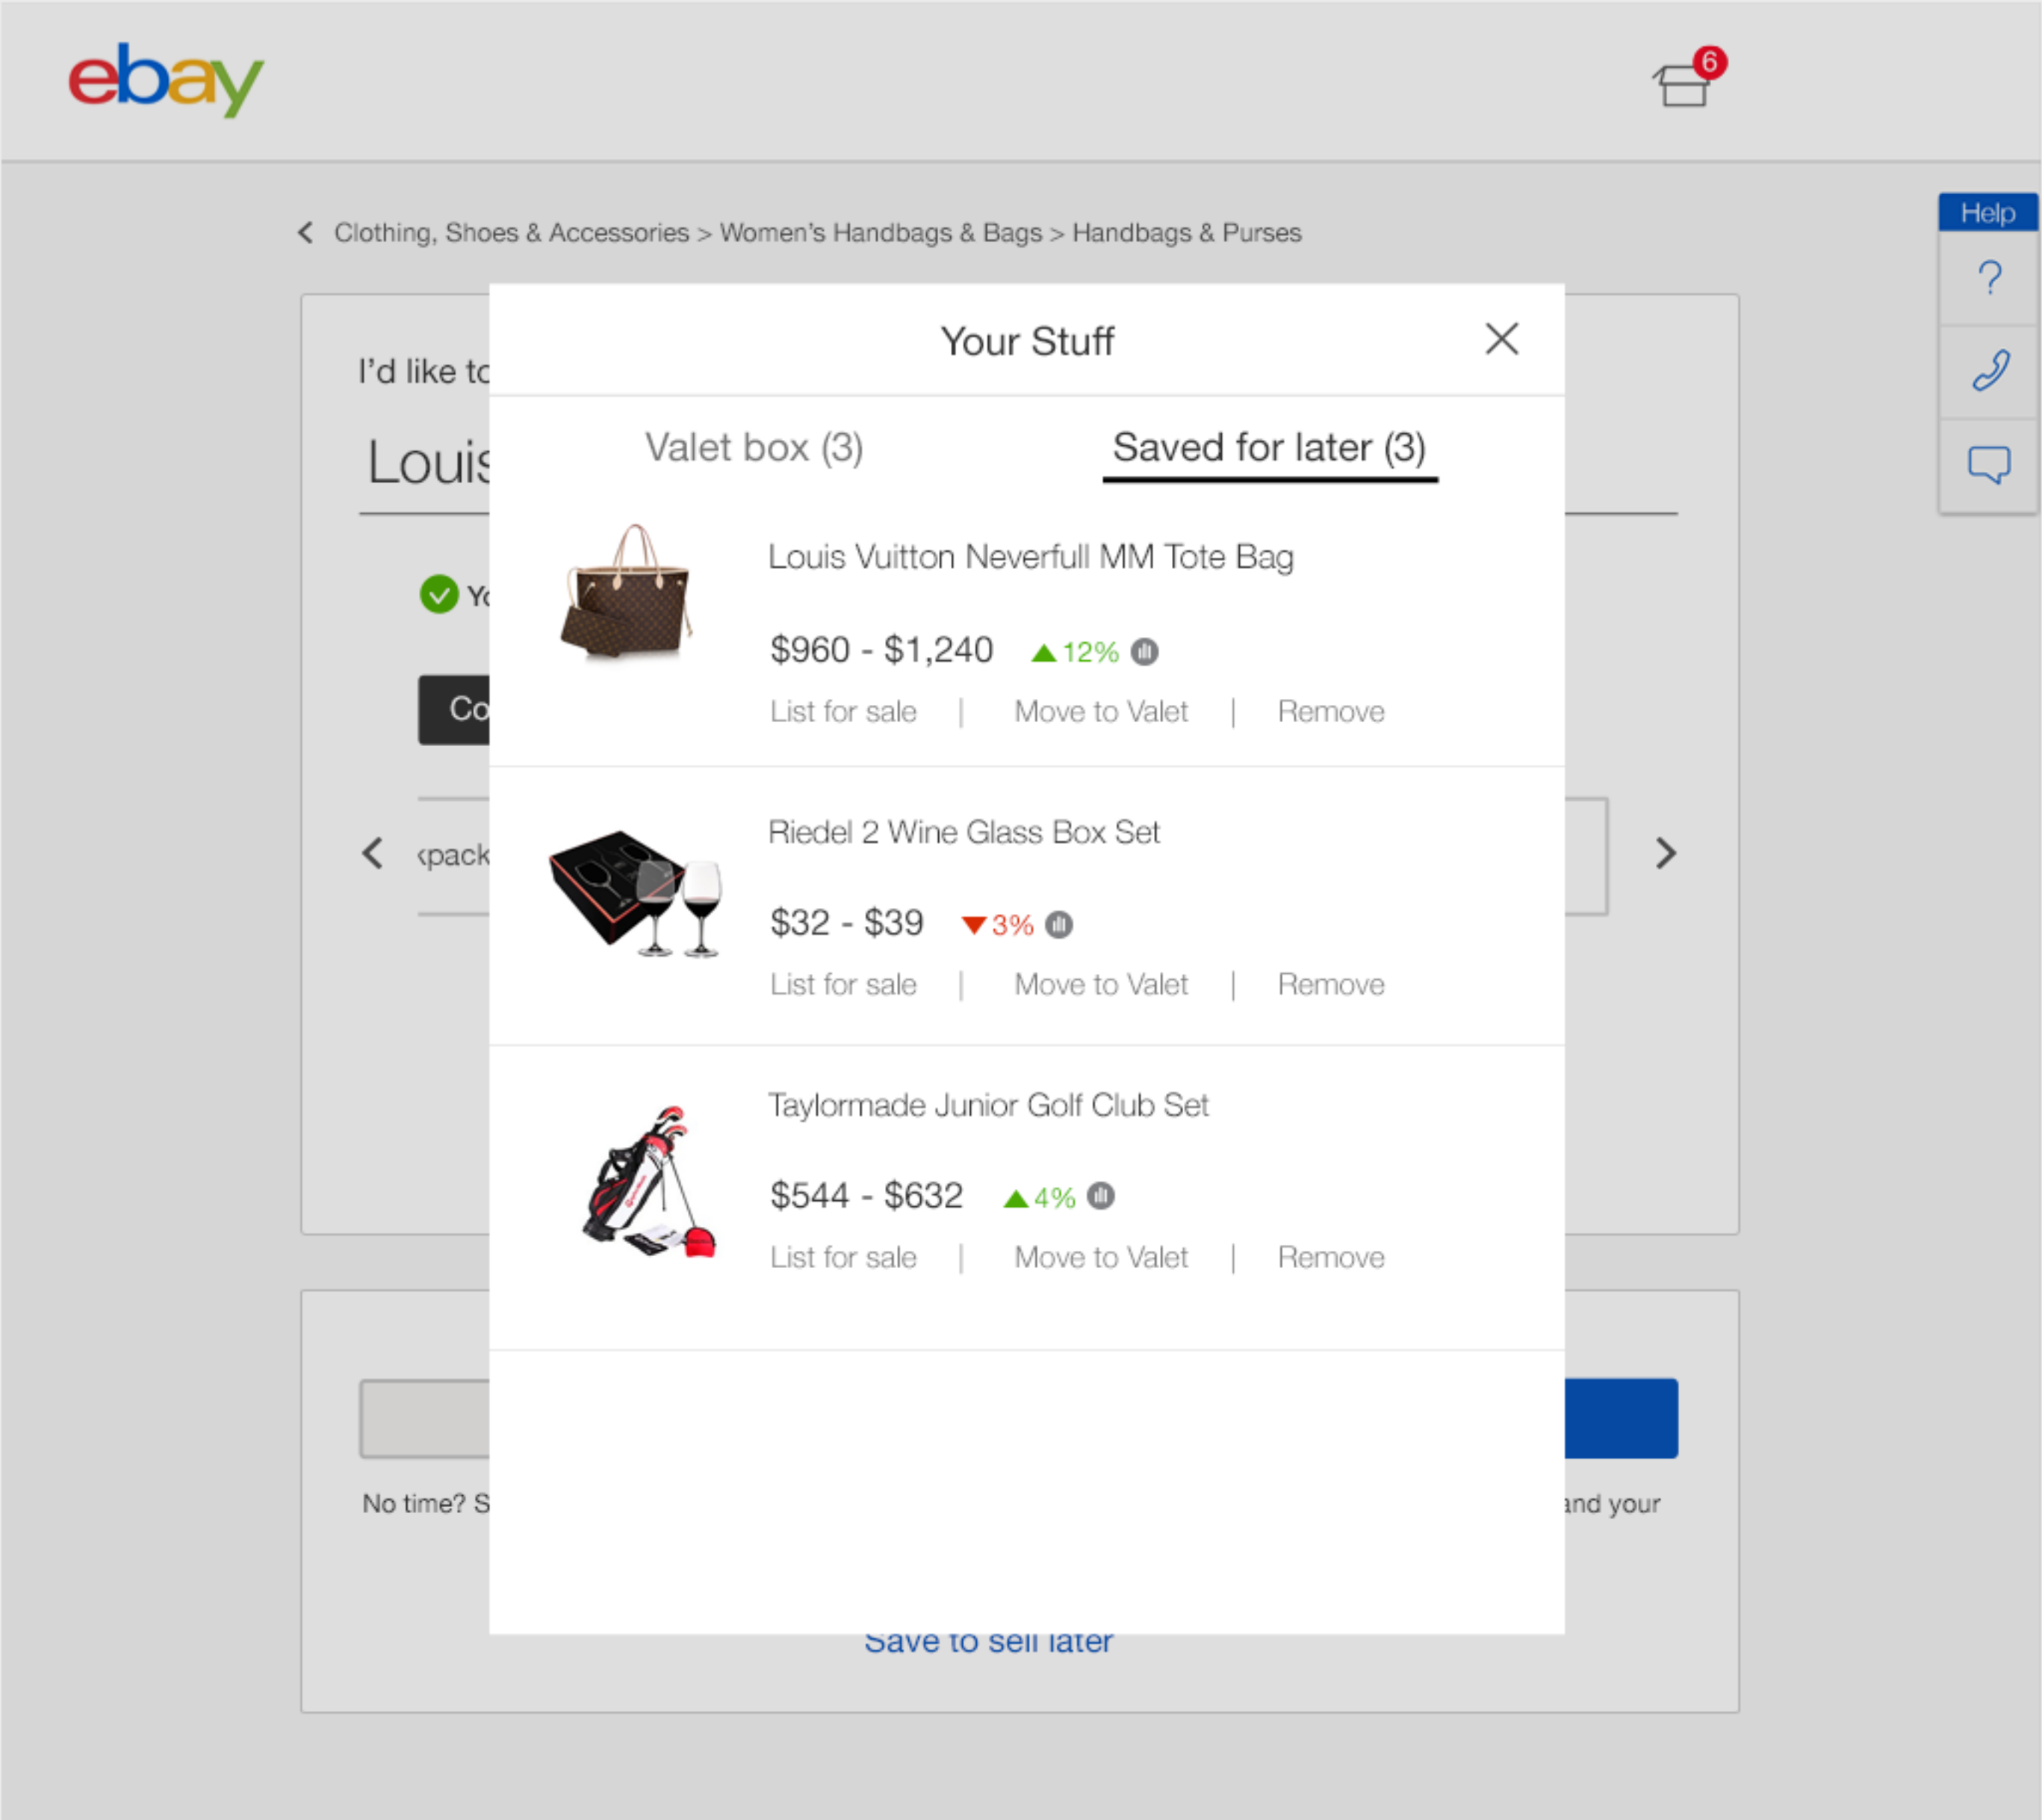 ebay
6
Clothing, Shoes & Accessories > Women's Handbags & Bags > Handbags & Purses
Help
?
I'd like to
Your Stuff
Louis
Valet box (3)
Saved for later (3)
Louis Vuitton Neverfull MM Tote Bag
$960 - $1,240
12%
List for sale | Move to Valet | Remove
Riedel 2 Wine Glass Box Set
$32 - $39
3%
List for sale | Move to Valet | Remove
Taylormade Junior Golf Club Set
$544 - $632
4%
List for sale | Move to Valet | Remove
No time? S
and your
Save to sell later